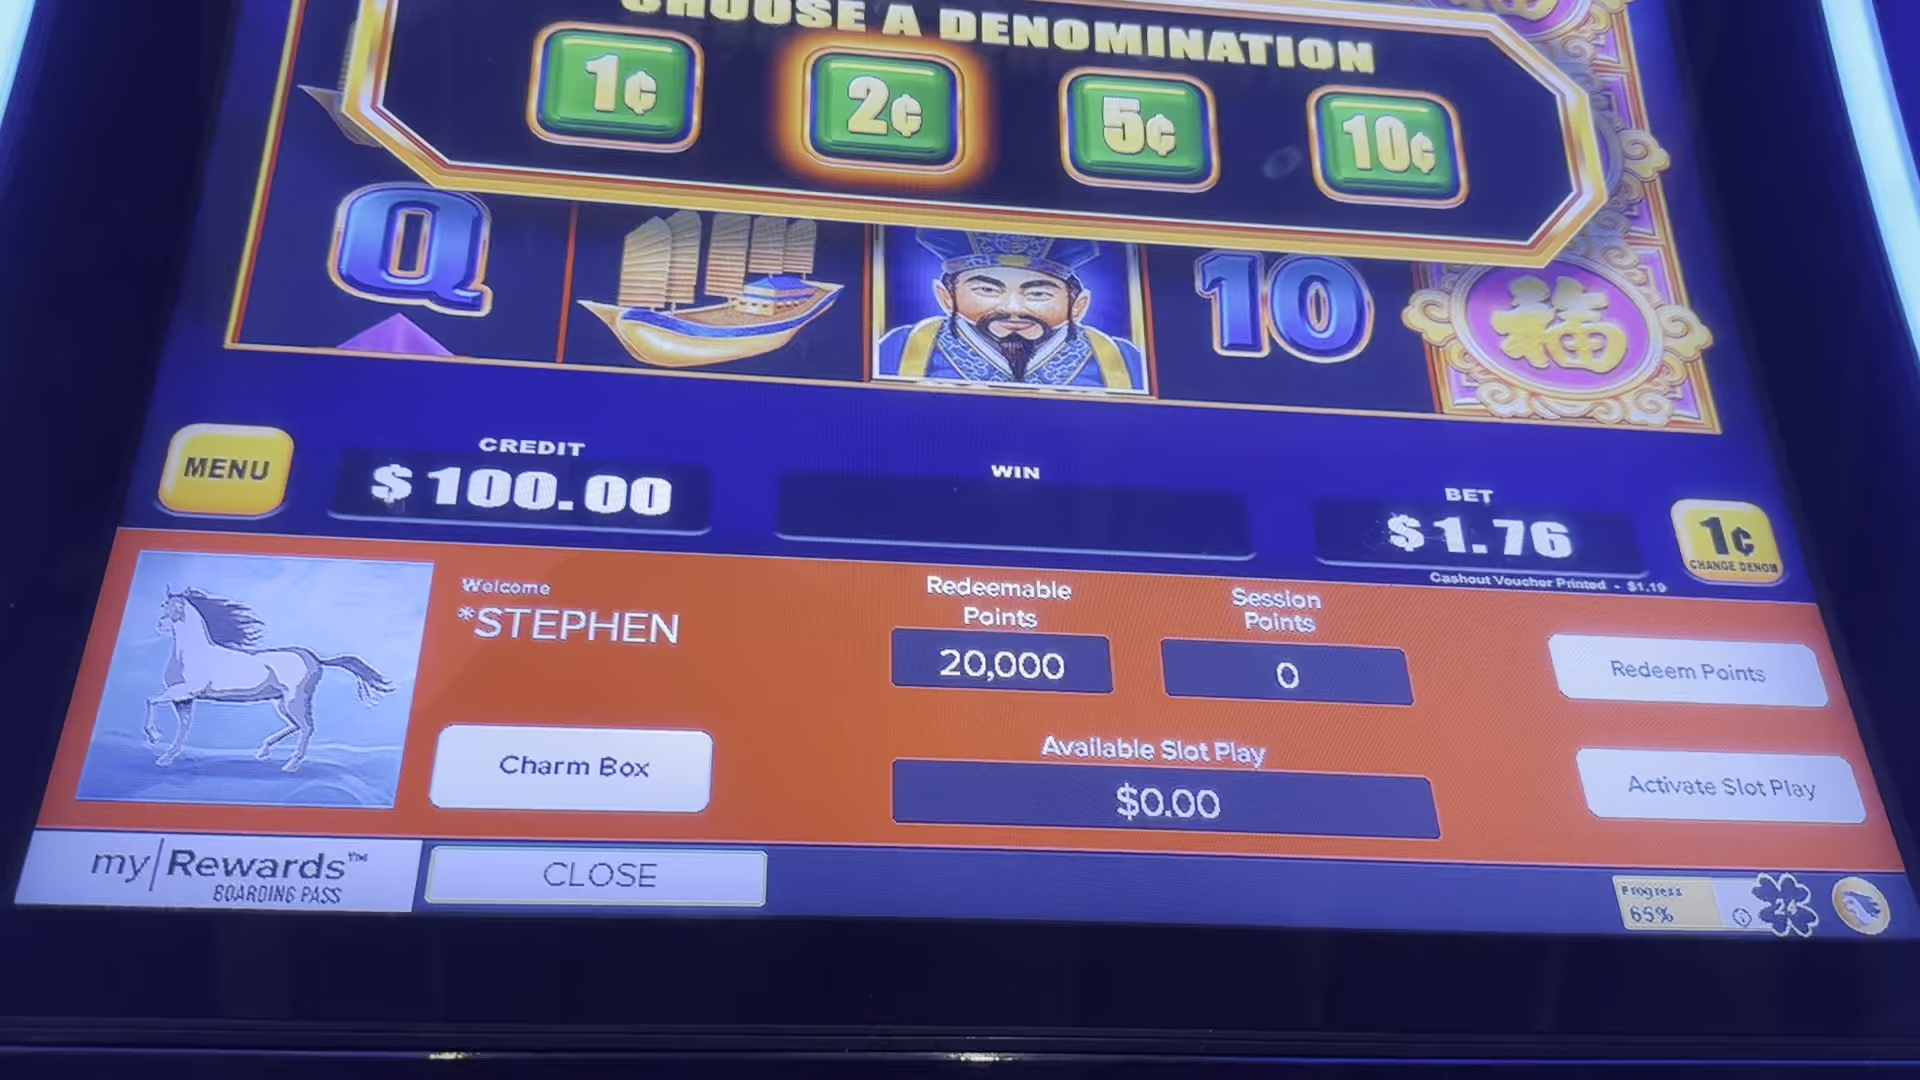 CHOOSE A DENOMINATION
1¢ 2¢ 5¢ 10¢
Q 10 福
MENU
CREDIT
$100.00
WIN
BET
$1.76
1¢
CHANGE DENOM
Cashout Voucher Printed - $1.19
Welcome
*STEPHEN
Charm Box
Redeemable
Points
20,000
Session
Points
0
Redeem Points
Available Slot Play
$0.00
Activate Slot Play
my|Rewards™
BOARDING PASS
CLOSE
Progress
65%
24